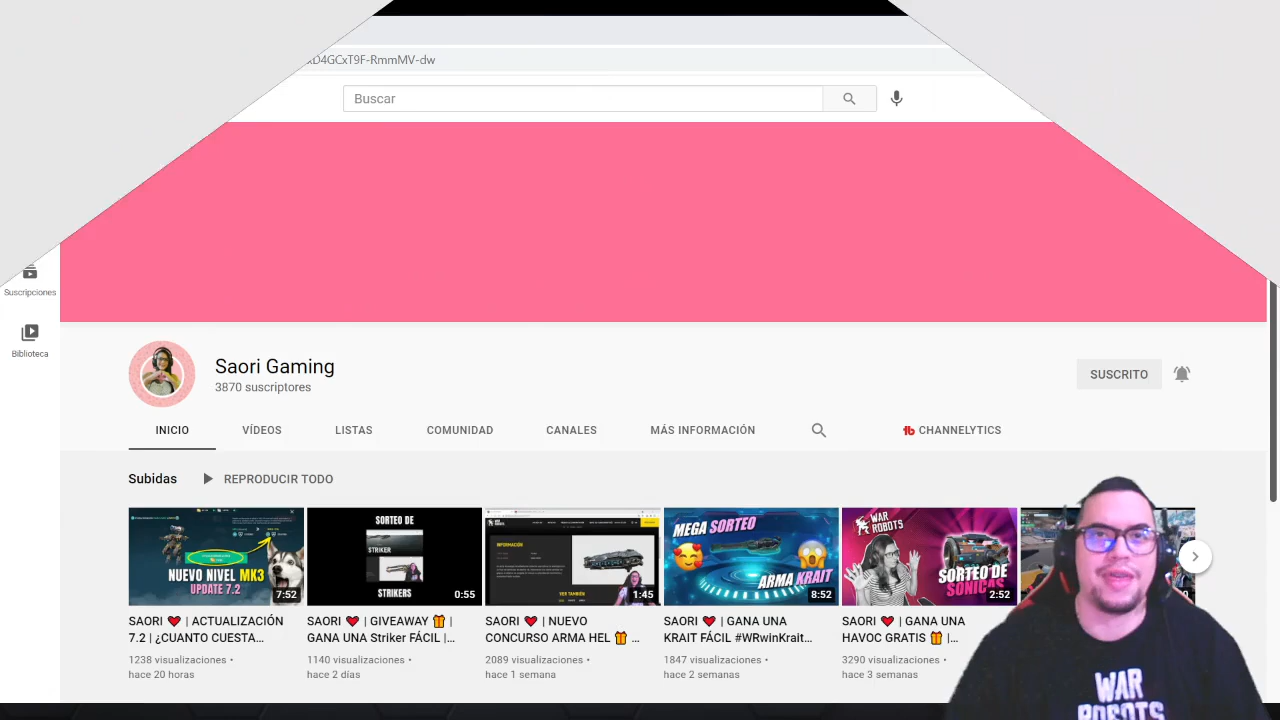 xD4GCxT9F-RmmMV-dw
Buscar
Suscripciones
Biblioteca
Saori Gaming
3870 suscriptores
SUSCRITO
INICIO
VÍDEOS
LISTAS
COMUNIDAD
CANALES
MÁS INFORMACIÓN
CHANNELYTICS
Subidas
REPRODUCIR TODO
NUEVO NIVEL MK3
UPDATE 7.2
7:52
SORTEO DE
STRIKER
STRIKERS
0:55
INFORMACIÓN
VER TAMBIÉN
1:45
MEGA SORTEO
ARMA KRAIT
8:52
WAR
ROBOTS
SORTEO DE
SONICAS
2:52
SAORI ❤️ | ACTUALIZACIÓN
7.2 | ¿CUANTO CUESTA...
1238 visualizaciones •
hace 20 horas
SAORI ❤️ | GIVEAWAY 🎁 |
GANA UNA Striker FÁCIL |...
1140 visualizaciones •
hace 2 días
SAORI ❤️ | NUEVO
CONCURSO ARMA HEL 🎁 ...
2089 visualizaciones •
hace 1 semana
SAORI ❤️ | GANA UNA
KRAIT FÁCIL #WRwinKrait...
1847 visualizaciones •
hace 2 semanas
SAORI ❤️ | GANA UNA
HAVOC GRATIS 🎁 |...
3290 visualizaciones •
hace 3 semanas
WAR
ROBOTS